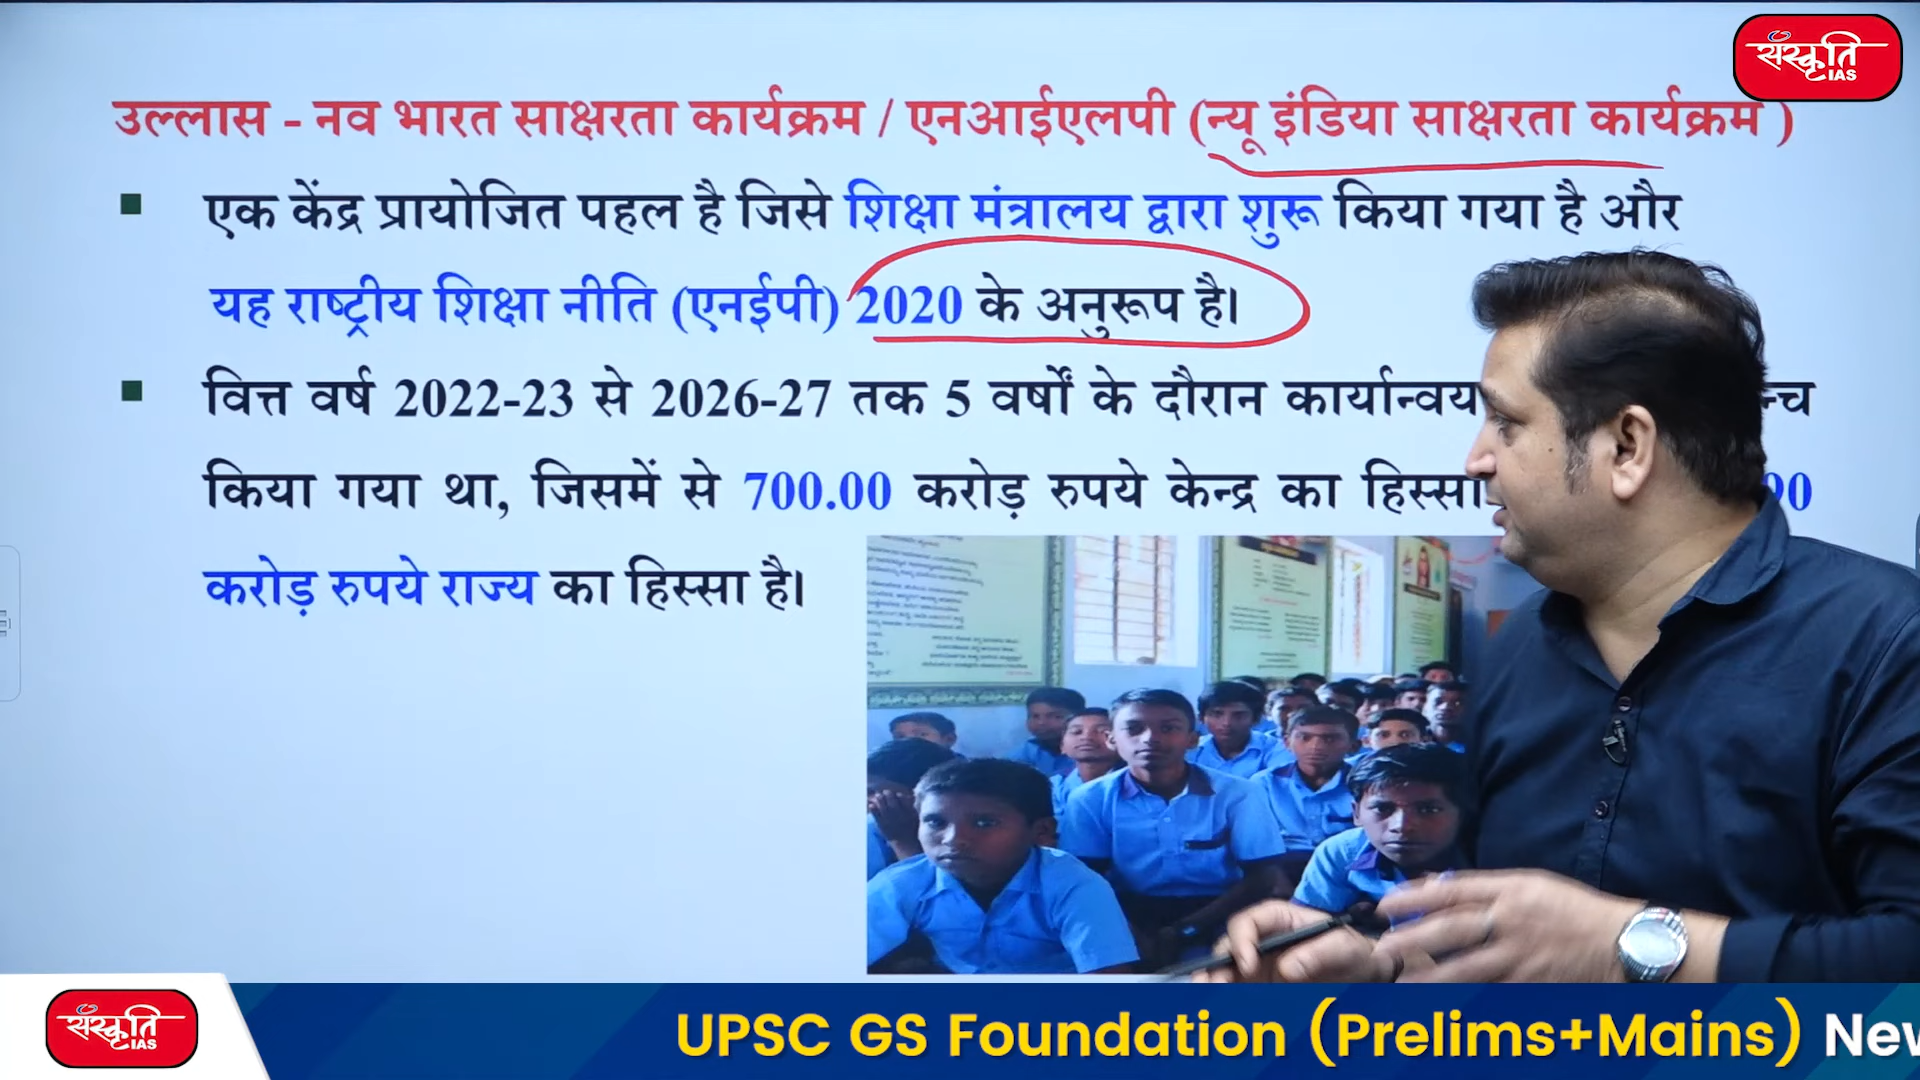 संस्कृति
IAS
उल्लास - नव भारत साक्षरता कार्यक्रम / एनआईएलपी (न्यू इंडिया साक्षरता कार्यक्रम )
एक केंद्र प्रायोजित पहल है जिसे शिक्षा मंत्रालय द्वारा शुरू किया गया है और
यह राष्ट्रीय शिक्षा नीति (एनईपी) 2020 के अनुरूप है।
वित्त वर्ष 2022-23 से 2026-27 तक 5 वर्षों के दौरान
किया गया था, जिसमें से 700.00 करोड़ रुपये केन्द्र का हिस्सा
करोड़ रुपये राज्य का हिस्सा है।
संस्कृति
IAS
UPSC GS Foundation (Prelims+Mains)